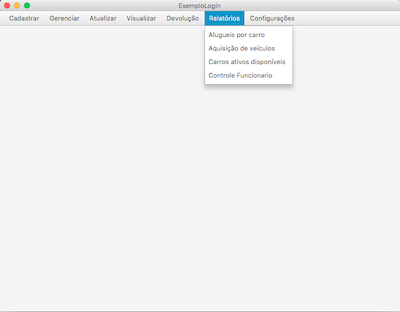 ExemploLogin
Cadastrar Gerenciar Atualizar Visualizar Devolução Relatórios Configurações
Alugueis por carro
Aquisição de veículos
Carros ativos disponíveis
Controle Funcionario